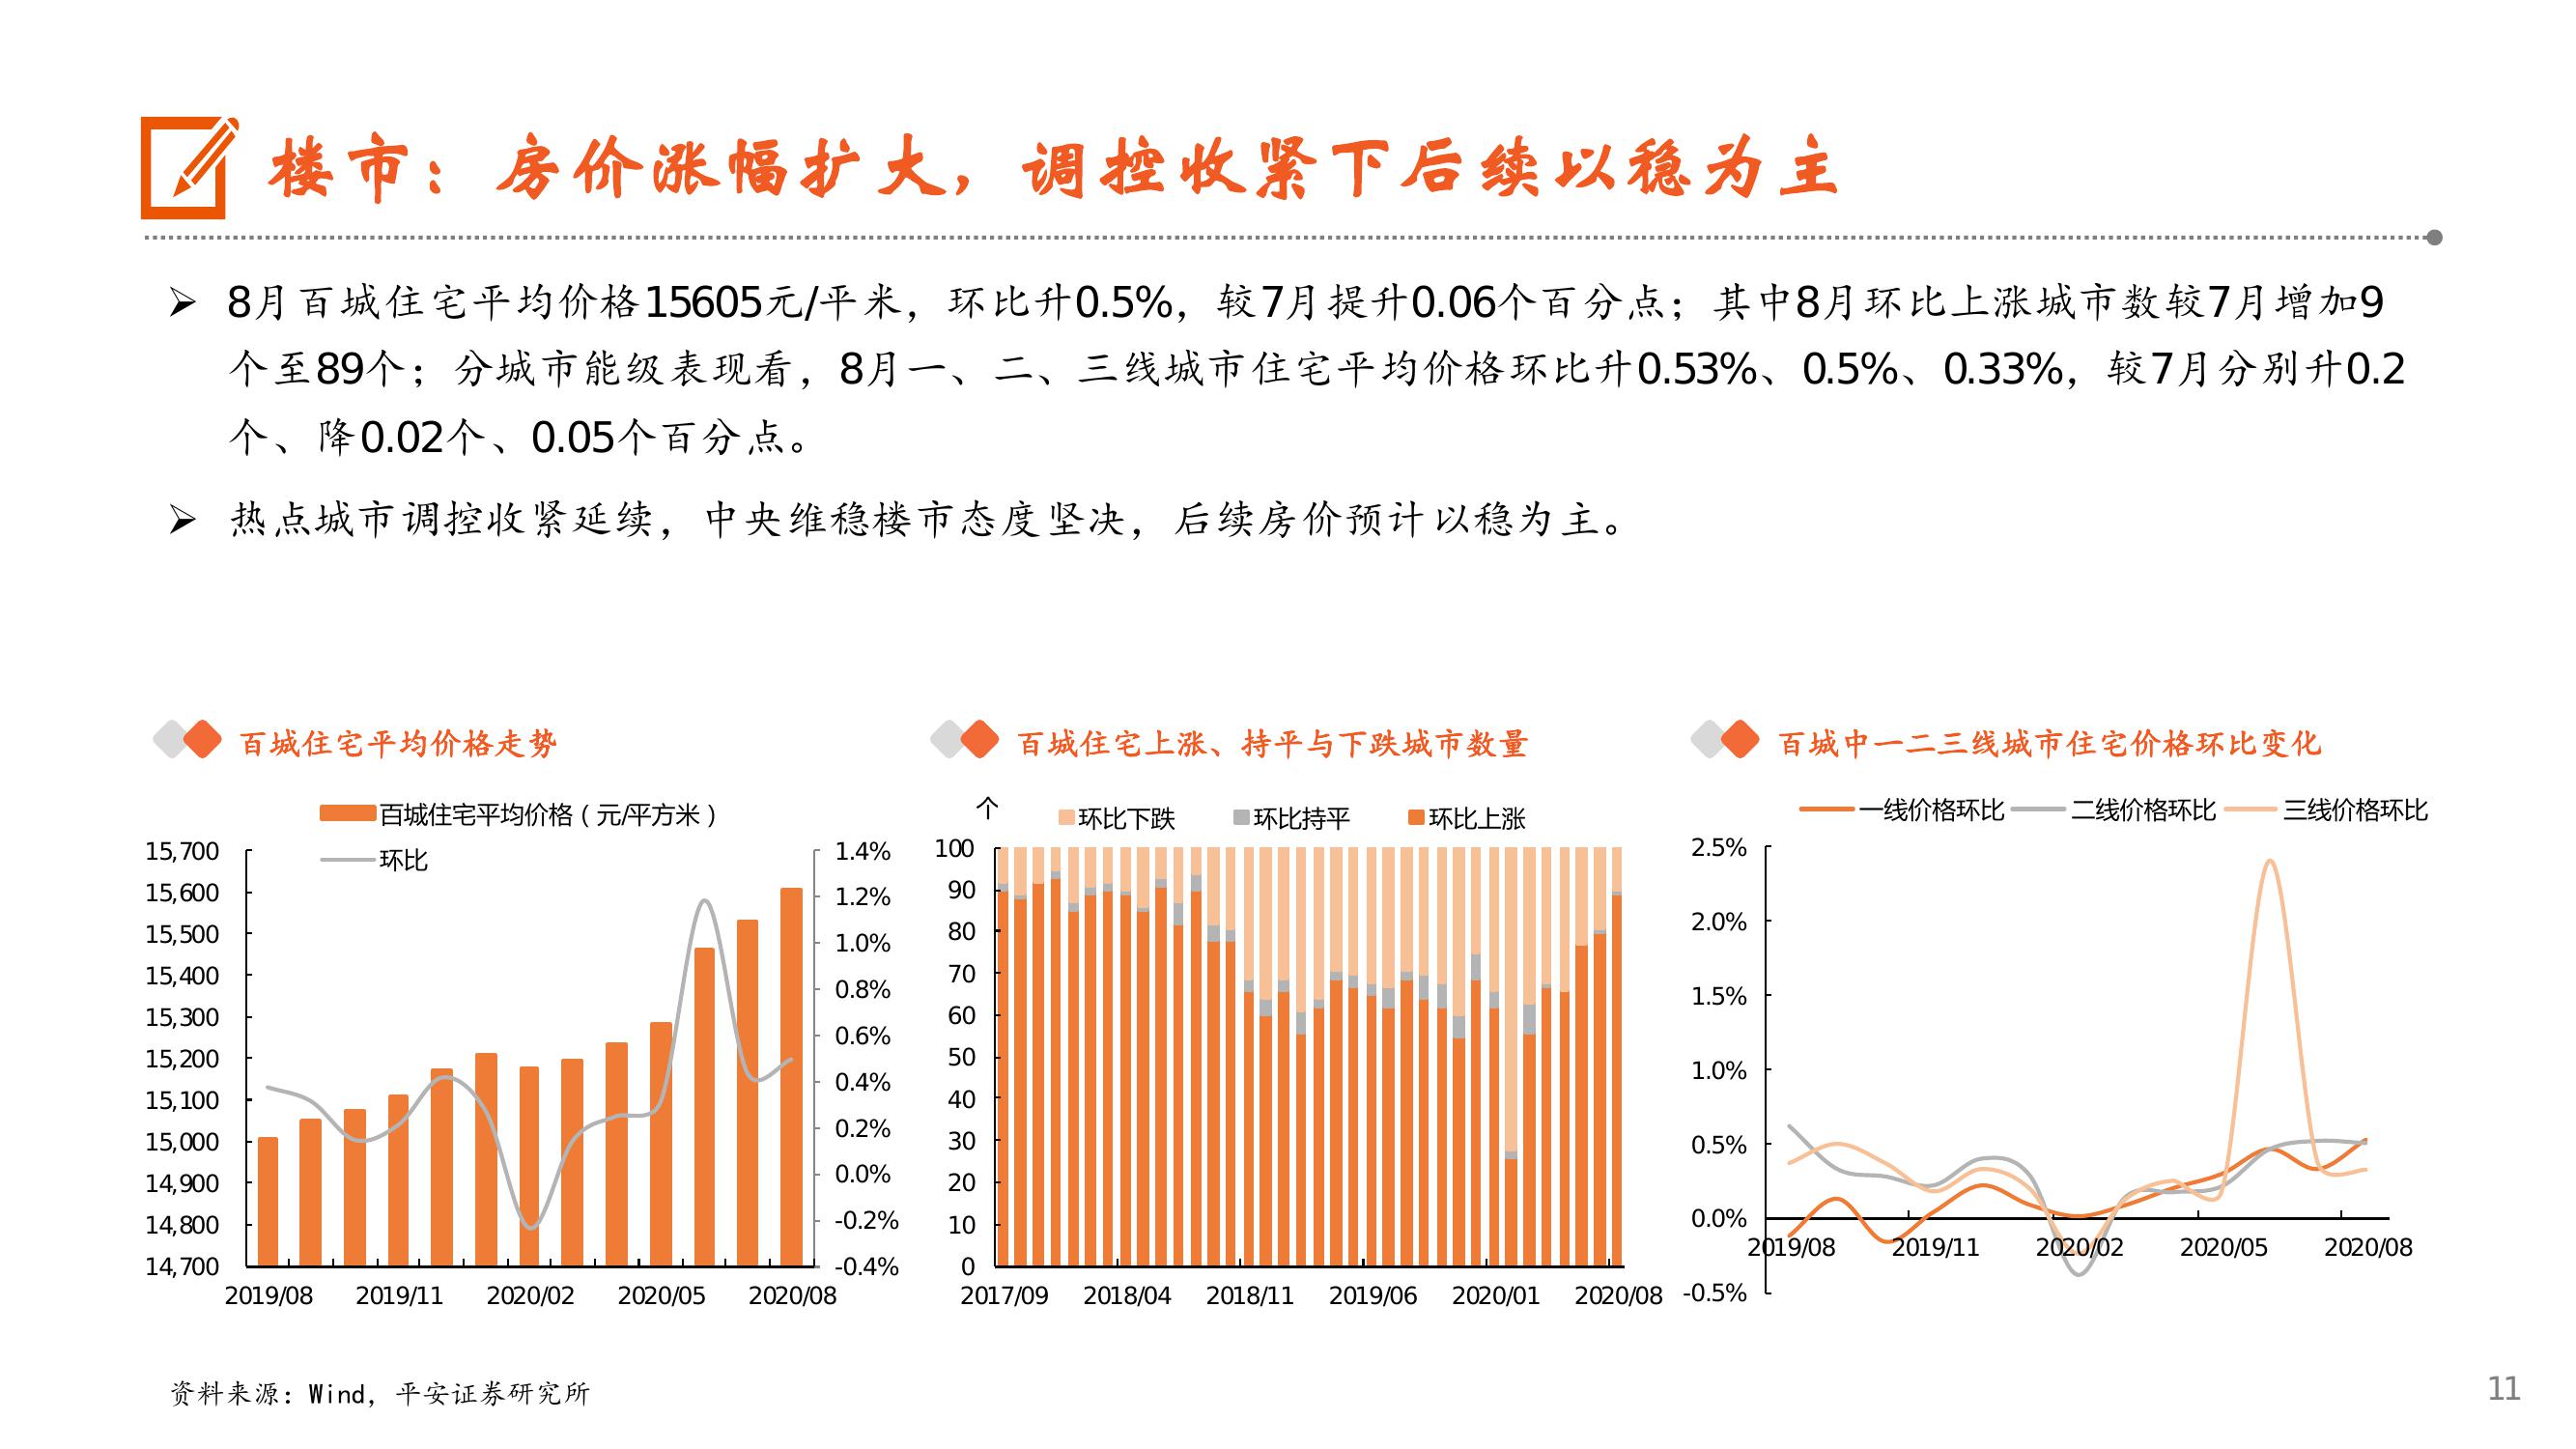 楼市：房价涨幅扩大，调控收紧下后续以稳为主
8月百城住宅平均价格15605元/平米，环比升0.5%，较7月提升0.06个百分点；其中8月环比上涨城市数较7月增加9
个至89个；分城市能级表现看，8月一、二、三线城市住宅平均价格环比升0.53%、0.5%、0.33%，较7月分别升0.2
个、降0.02个、0.05个百分点。
热点城市调控收紧延续，中央维稳楼市态度坚决，后续房价预计以稳为主。
百城住宅平均价格走势
百城住宅平均价格（元/平方米）
环比
15,700
15,600
15,500
15,400
15,300
15,200
15,100
15,000
14,900
14,800
14,700
1.4%
1.2%
1.0%
0.8%
0.6%
0.4%
0.2%
0.0%
-0.2%
-0.4%
2019/08 2019/11 2020/02 2020/05 2020/08
百城住宅上涨、持平与下跌城市数量
个
环比下跌 环比持平 环比上涨
100
90
80
70
60
50
40
30
20
10
0
2017/09 2018/04 2018/11 2019/06 2020/01 2020/08
百城中一二三线城市住宅价格环比变化
一线价格环比 二线价格环比 三线价格环比
2.5%
2.0%
1.5%
1.0%
0.5%
0.0%
-0.5%
2019/08 2019/11 2020/02 2020/05 2020/08
资料来源：Wind，平安证券研究所
11